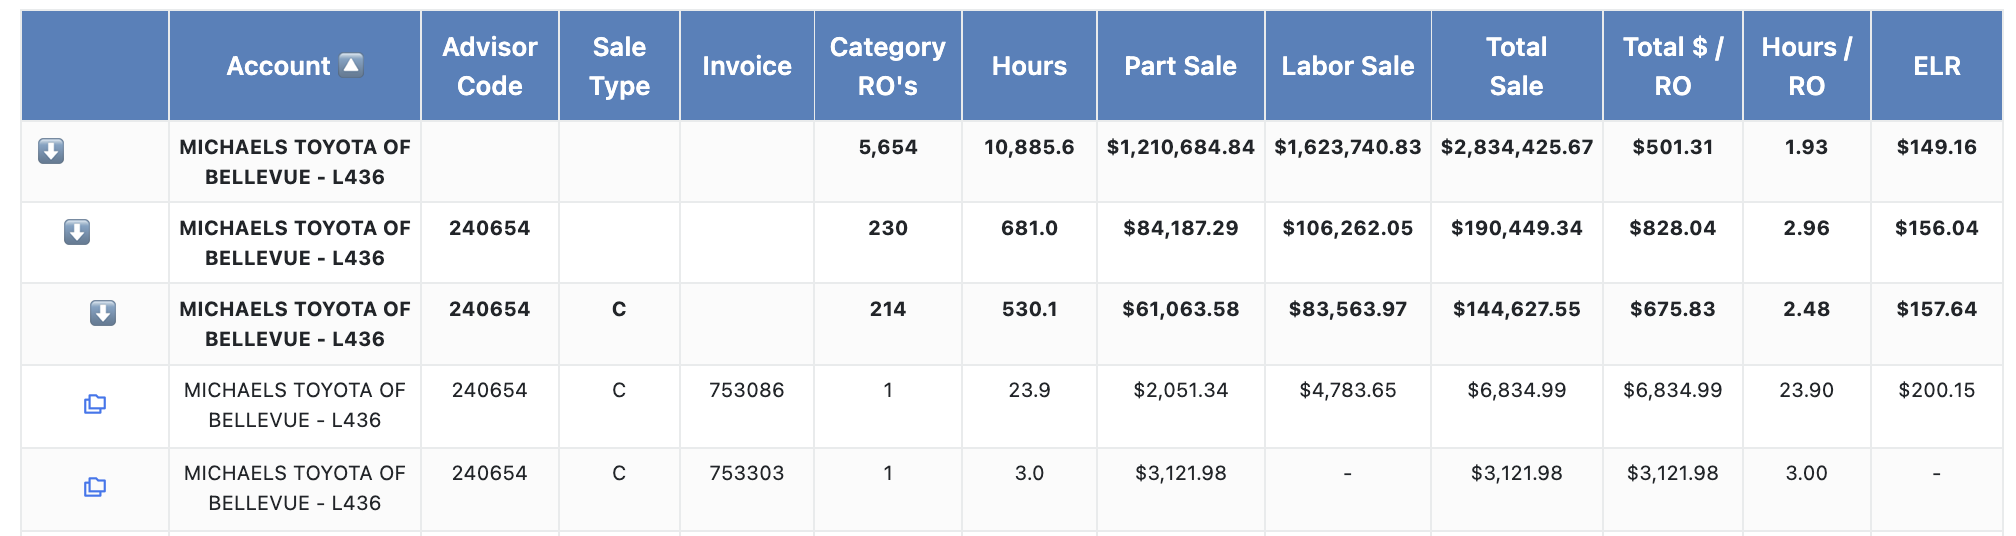 Account Advisor Code Sale Type Invoice Category RO's Hours Part Sale Labor Sale Total Sale Total $ / RO Hours / RO ELR
MICHAELS TOYOTA OF BELLEVUE - L436 5,654 10,885.6 $1,210,684.84 $1,623,740.83 $2,834,425.67 $501.31 1.93 $149.16
MICHAELS TOYOTA OF BELLEVUE - L436 240654 230 681.0 $84,187.29 $106,262.05 $190,449.34 $828.04 2.96 $156.04
MICHAELS TOYOTA OF BELLEVUE - L436 240654 C 214 530.1 $61,063.58 $83,563.97 $144,627.55 $675.83 2.48 $157.64
MICHAELS TOYOTA OF BELLEVUE - L436 240654 C 753086 1 23.9 $2,051.34 $4,783.65 $6,834.99 $6,834.99 23.90 $200.15
MICHAELS TOYOTA OF BELLEVUE - L436 240654 C 753303 1 3.0 $3,121.98 - $3,121.98 $3,121.98 3.00 -